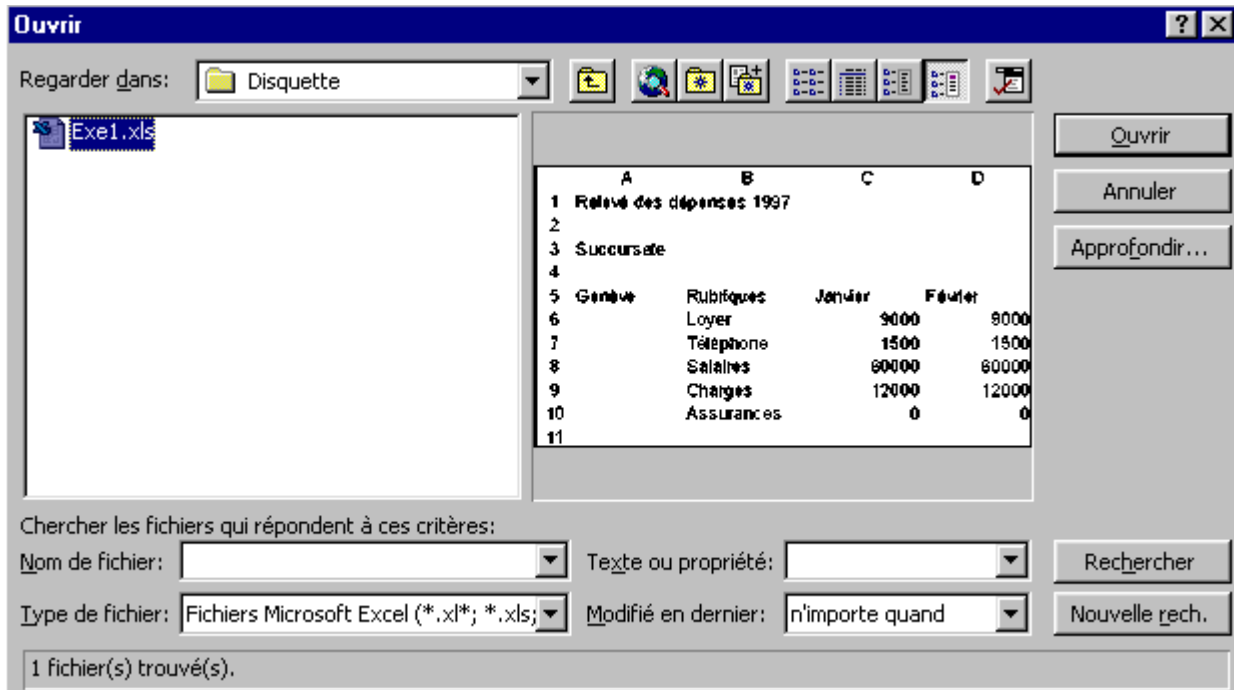 Ouvrir
Regarder dans: Disquette
Exe1.xls
Ouvrir
Annuler
Approfondir...
A B C D
1 Relevé des dépenses 1997
2
3 Succursale
4
5 Genève Rubriques Janvier Février
6 Loyer 9000 9000
7 Téléphone 1500 1500
8 Salaires 60000 60000
9 Charges 12000 12000
10 Assurances 0 0
11
Chercher les fichiers qui répondent à ces critères:
Nom de fichier: Texte ou propriété: Rechercher
Type de fichier: Fichiers Microsoft Excel (*.xl*; *.xls; Modifié en dernier: n'importe quand Nouvelle rech.
1 fichier(s) trouvé(s).